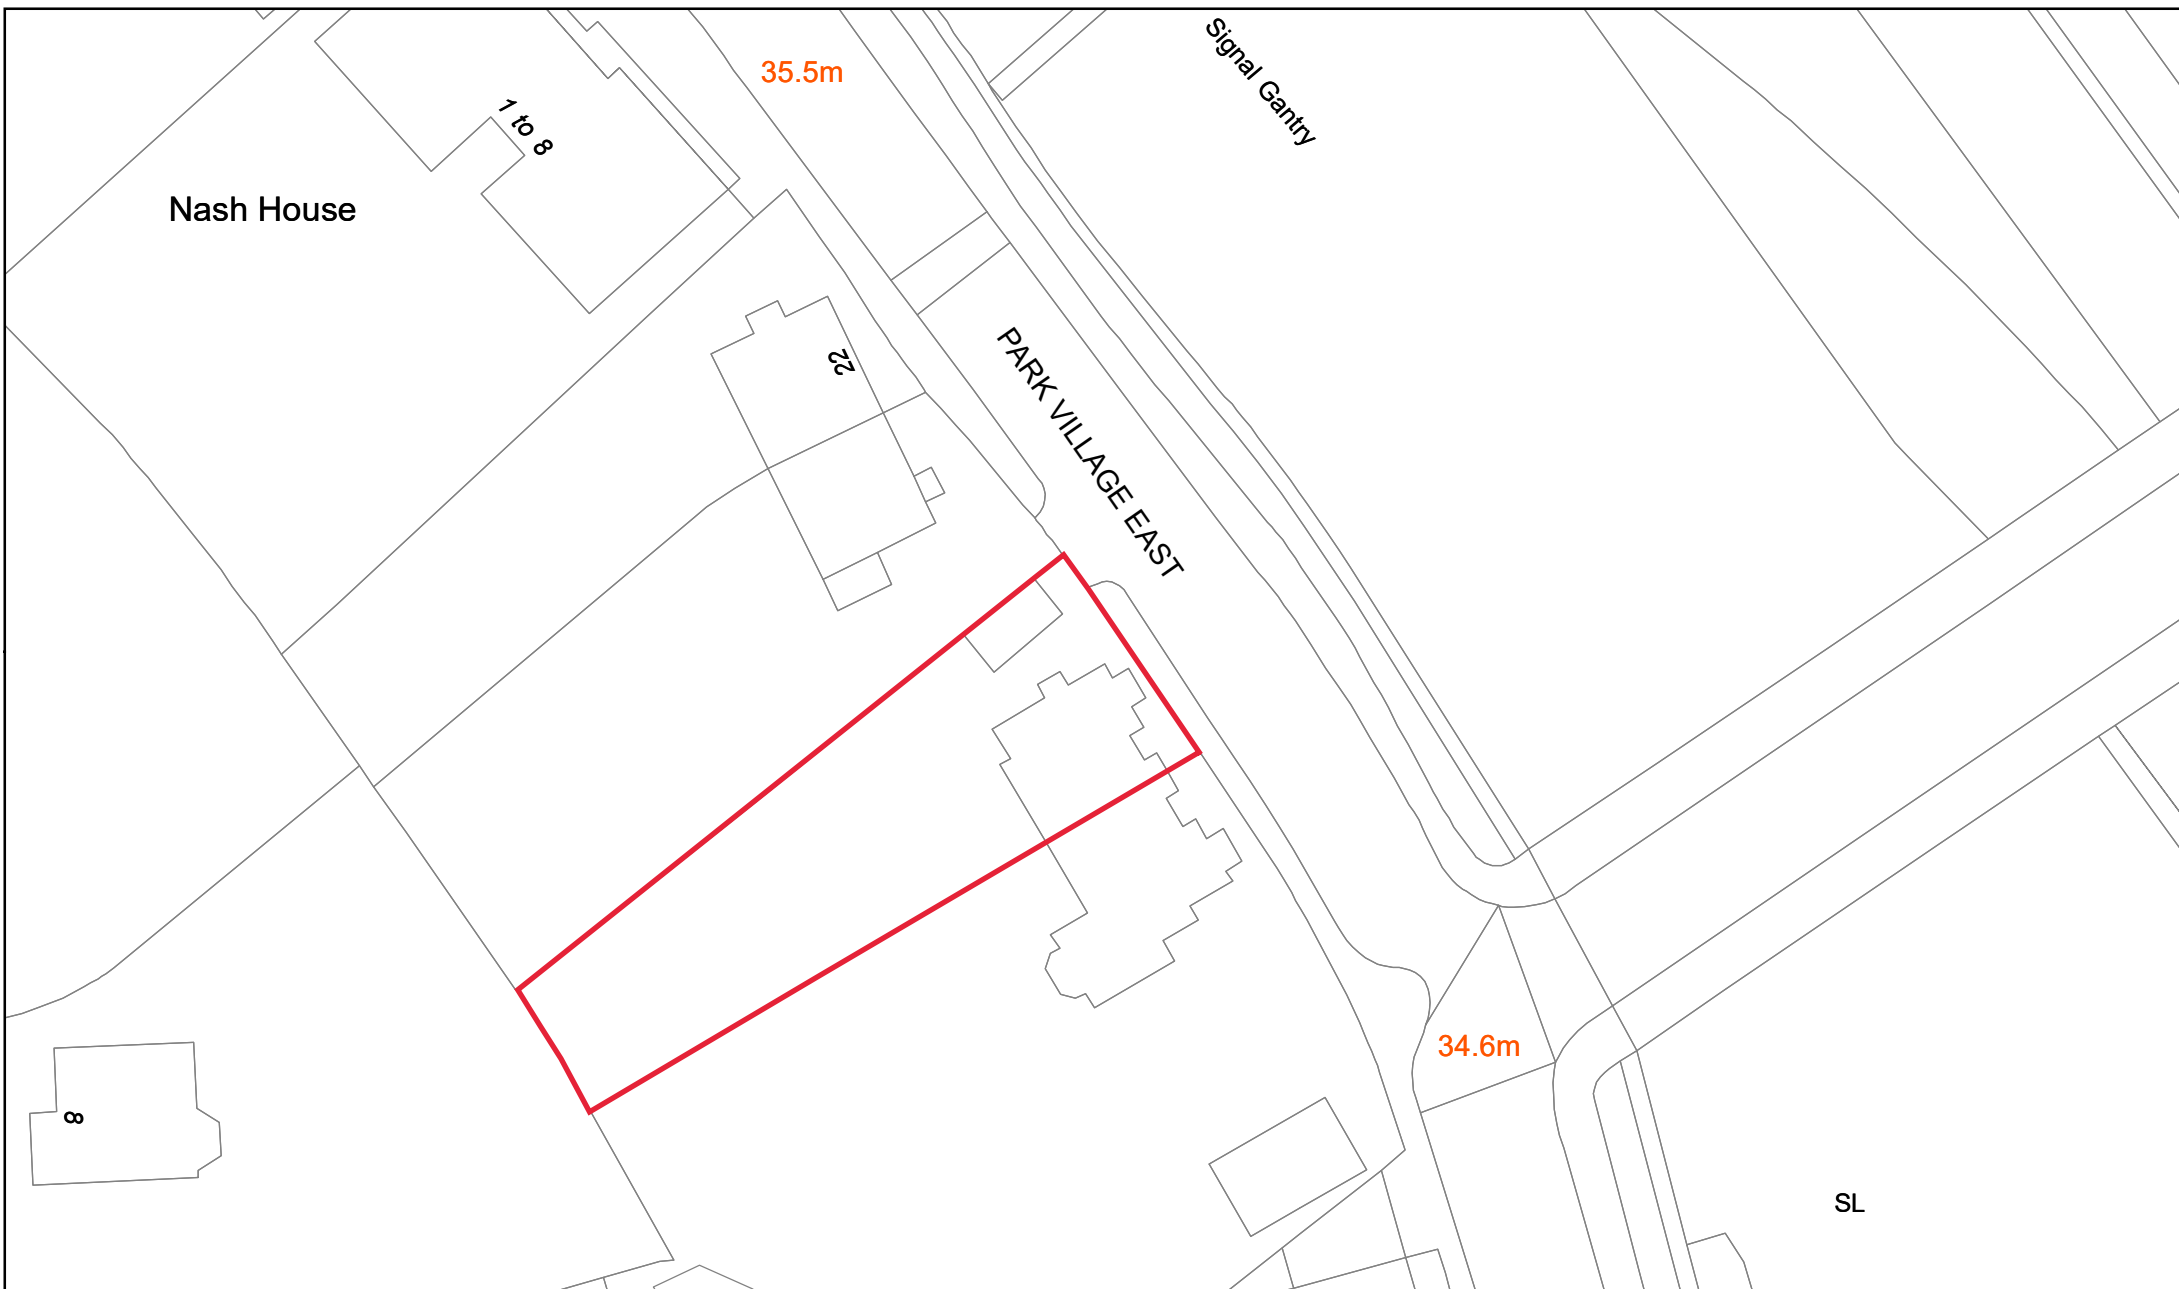 Signal Gantry
35.5m
1 to 8
Nash House
22
PARK VILLAGE EAST
34.6m
8
SL